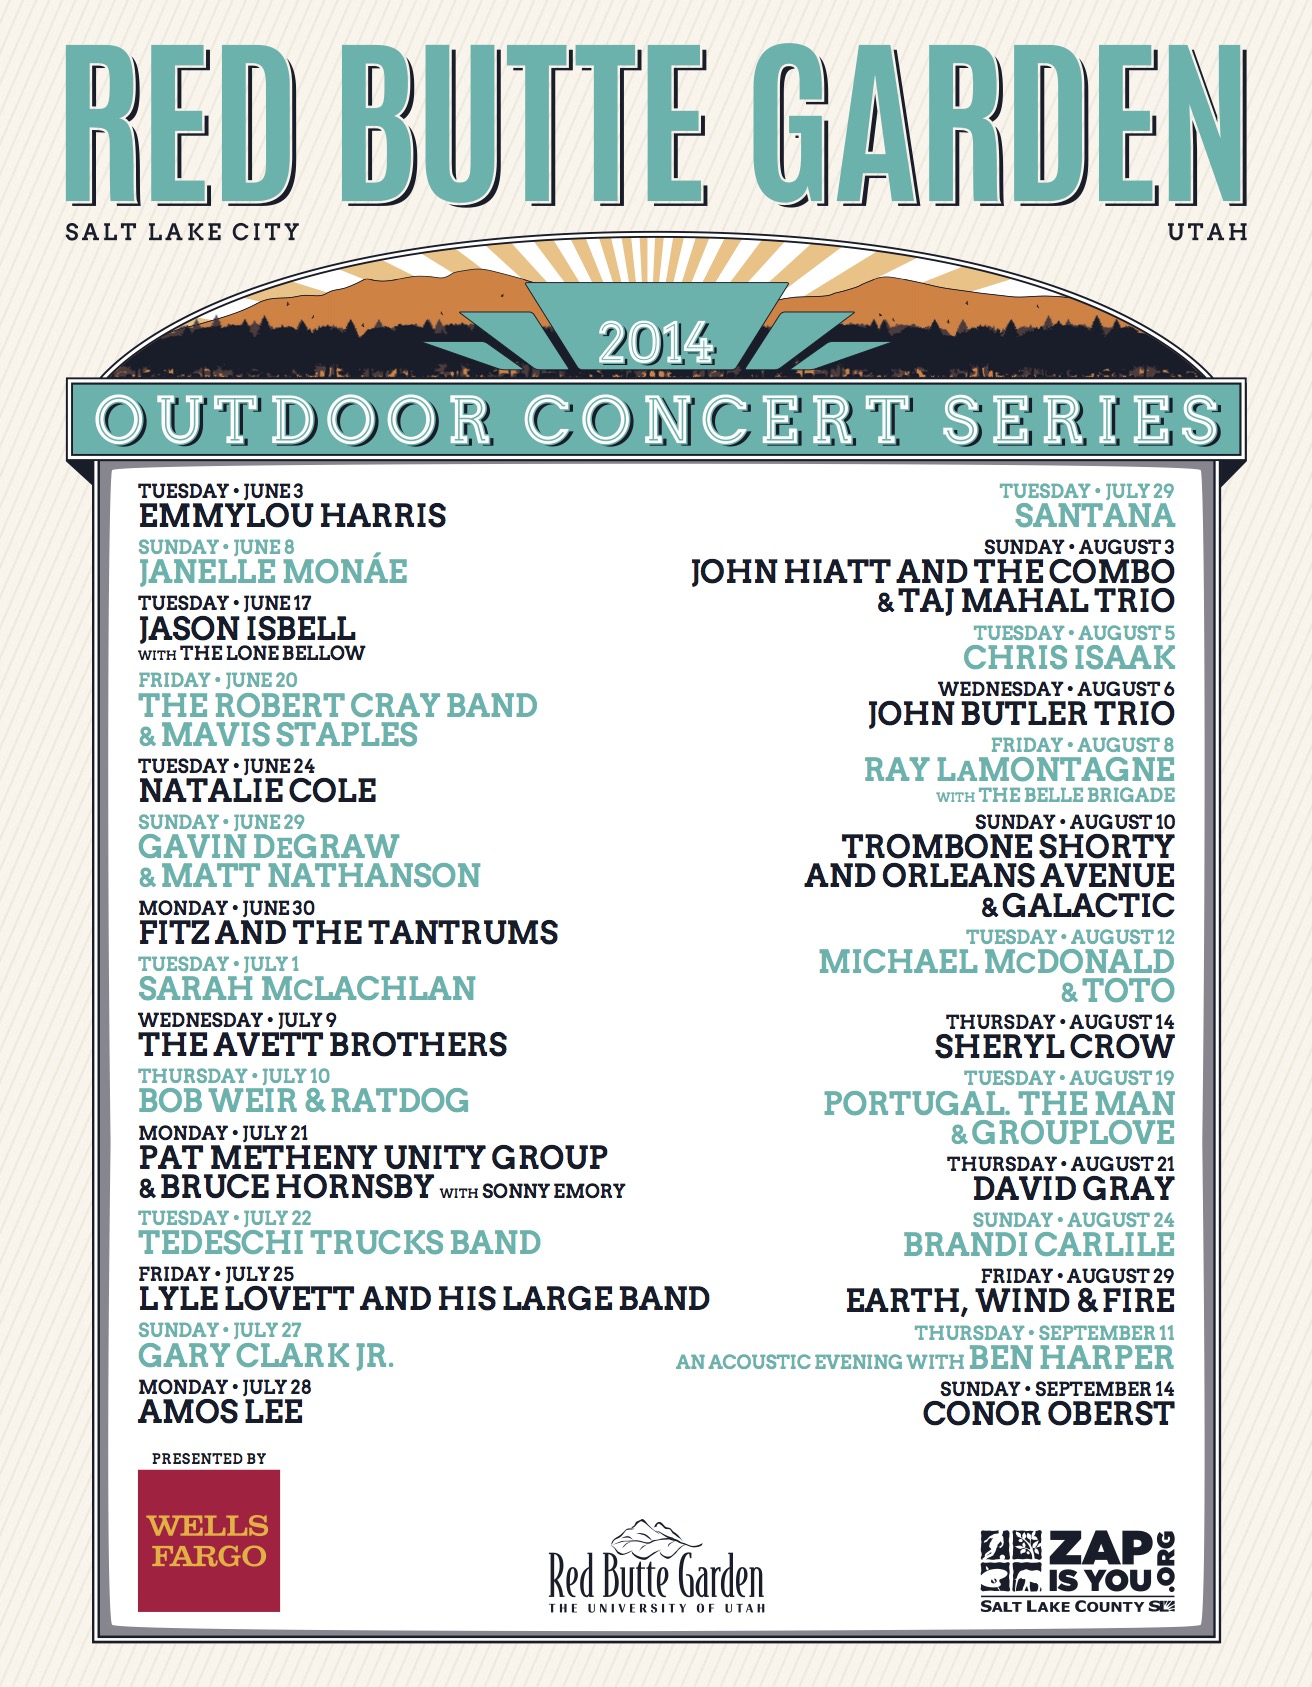 RED BUTTE GARDEN
SALT LAKE CITY
UTAH
2014
OUTDOOR CONCERT SERIES
TUESDAY • JUNE 3
EMMYLOU HARRIS
SUNDAY • JUNE 8
JANELLE MONÁE
TUESDAY • JUNE 17
JASON ISBELL
WITH THE LONE BELLOW
FRIDAY • JUNE 20
THE ROBERT CRAY BAND
& MAVIS STAPLES
TUESDAY • JUNE 24
NATALIE COLE
SUNDAY • JUNE 29
GAVIN DEGRAW
& MATT NATHANSON
MONDAY • JUNE 30
FITZ AND THE TANTRUMS
TUESDAY • JULY 1
SARAH MCLACHLAN
WEDNESDAY • JULY 9
THE AVETT BROTHERS
THURSDAY • JULY 10
BOB WEIR & RATDOG
MONDAY • JULY 21
PAT METHENY UNITY GROUP
& BRUCE HORNSBY WITH SONNY EMORY
TUESDAY • JULY 22
TEDESCHI TRUCKS BAND
FRIDAY • JULY 25
LYLE LOVETT AND HIS LARGE BAND
SUNDAY • JULY 27
GARY CLARK JR.
MONDAY • JULY 28
AMOS LEE
TUESDAY • JULY 29
SANTANA
SUNDAY • AUGUST 3
JOHN HIATT AND THE COMBO
& TAJ MAHAL TRIO
TUESDAY • AUGUST 5
CHRIS ISAAK
WEDNESDAY • AUGUST 6
JOHN BUTLER TRIO
FRIDAY • AUGUST 8
RAY LAMONTAGNE
WITH THE BELLE BRIGADE
SUNDAY • AUGUST 10
TROMBONE SHORTY
AND ORLEANS AVENUE
& GALACTIC
TUESDAY • AUGUST 12
MICHAEL MCDONALD
& TOTO
THURSDAY • AUGUST 14
SHERYL CROW
TUESDAY • AUGUST 19
PORTUGAL. THE MAN
& GROUPLOVE
THURSDAY • AUGUST 21
DAVID GRAY
SUNDAY • AUGUST 24
BRANDI CARLILE
FRIDAY • AUGUST 29
EARTH, WIND & FIRE
THURSDAY • SEPTEMBER 11
AN ACOUSTIC EVENING WITH BEN HARPER
SUNDAY • SEPTEMBER 14
CONOR OBERST
PRESENTED BY
WELLS
FARGO
Red Butte Garden
THE UNIVERSITY OF UTAH
ZAP
IS YOU
.ORG
SALT LAKE COUNTY SL